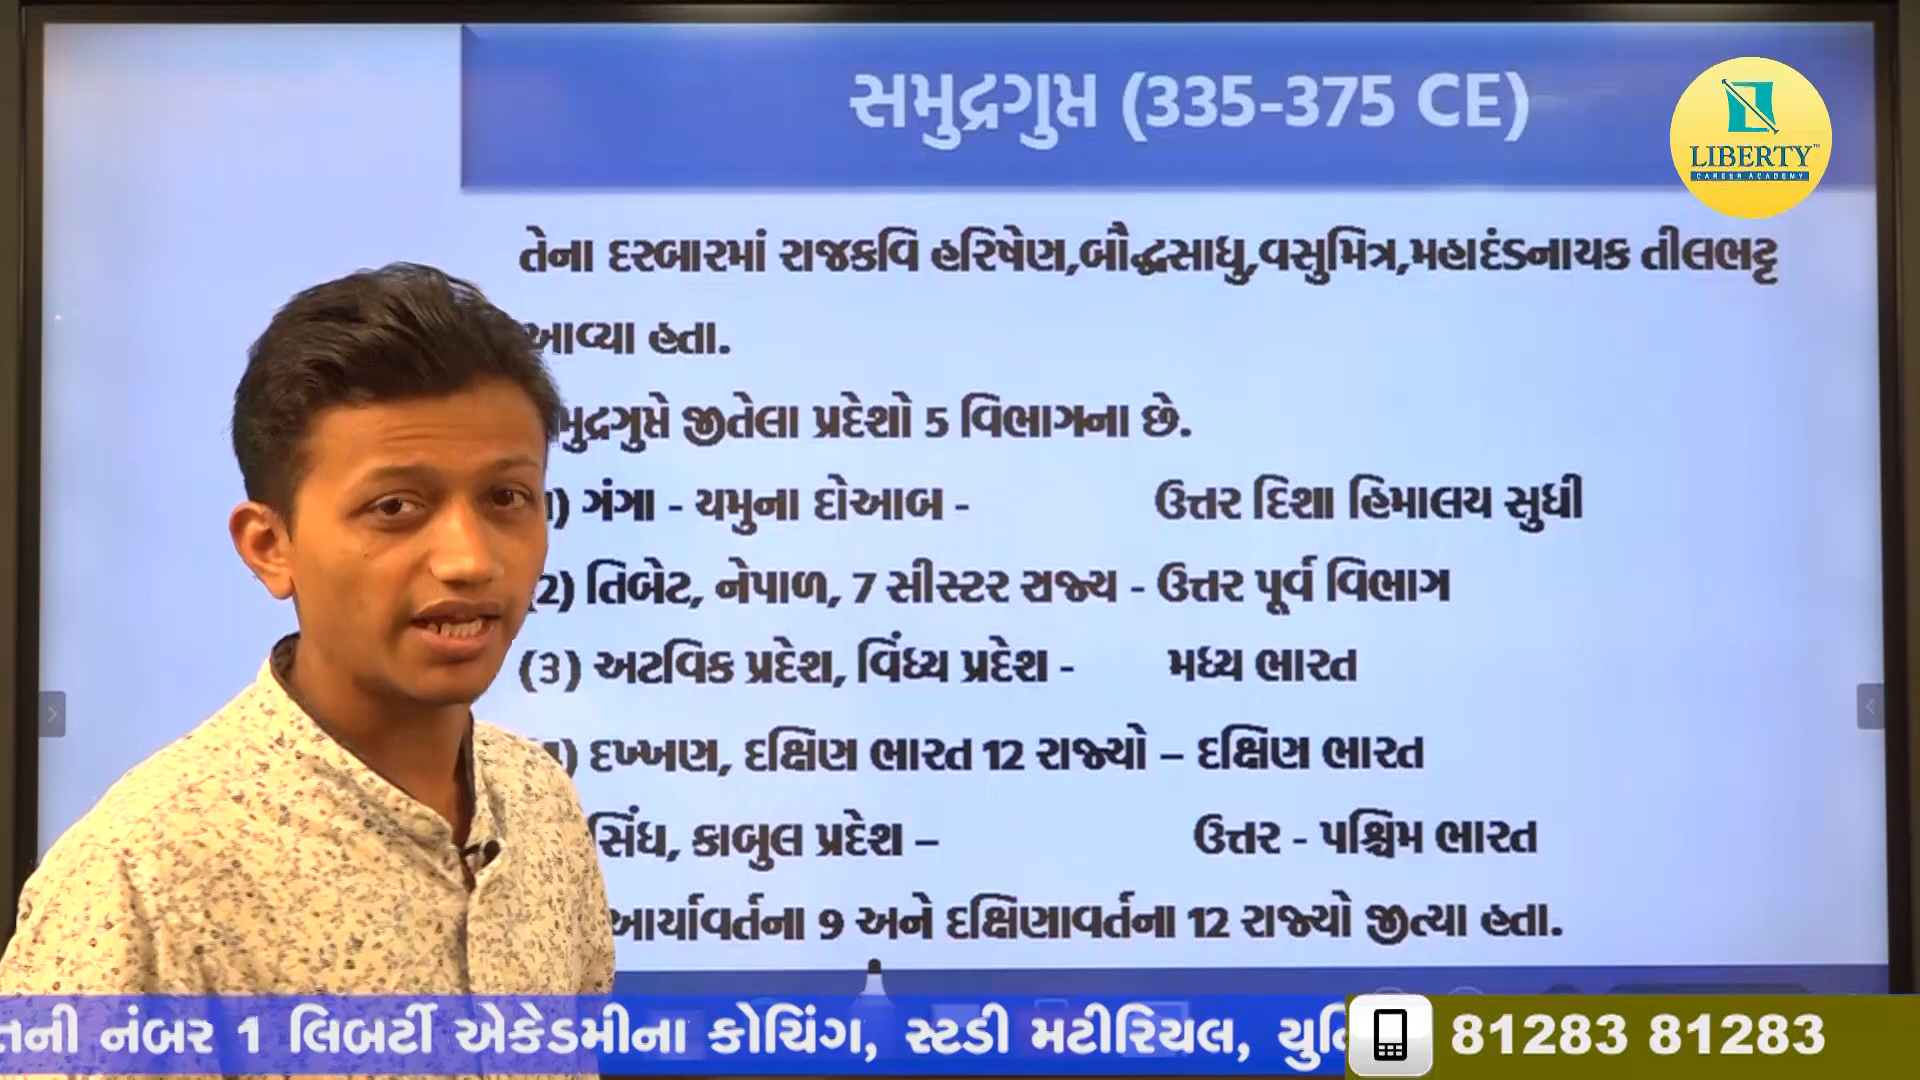 સમુદ્રગુપ્ત (335-375 CE)
LIBERTY™
CAREER ACADEMY
તેના દરબારમાં રાજકવિ હરિષેણ,બૌદ્ધસાધુ,વસુમિત્ર,મહાદંડનાયક તીલભટ્ટ
આવ્યા હતા.
જીતેલા પ્રદેશો 5 વિભાગના છે.
ગંગા - યમુના દોઆબ - ઉત્તર દિશા હિમાલય સુધી
2) તિબેટ, નેપાળ, 7 સીસ્ટર રાજ્ય - ઉત્તર પૂર્વ વિભાગ
(૩) અટવિક પ્રદેશ, વિંધ્ય પ્રદેશ - મધ્ય ભારત
દખ્ખણ, દક્ષિણ ભારત 12 રાજ્યો – દક્ષિણ ભારત
સિંધ, કાબુલ પ્રદેશ – ઉત્તર - પશ્ચિમ ભારત
આર્યાવર્તના 9 અને દક્ષિણાવર્તના 12 રાજ્યો જીત્યા હતા.
નંબર 1 લિબર્ટી એકેડમીના કોચિંગ, સ્ટડી મટીરિયલ,
81283 81283